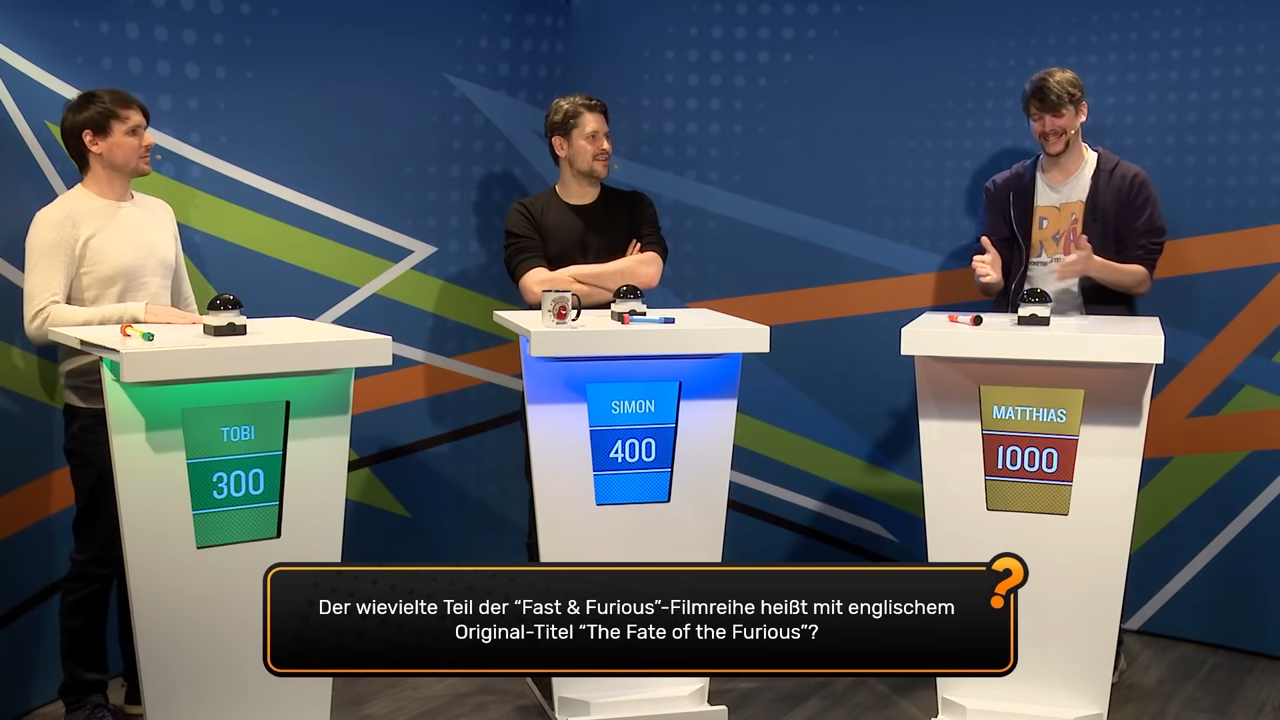 TOBI
300
SIMON
400
MATTHIAS
1000
Der wievielte Teil der “Fast & Furious”-Filmreihe heißt mit englischem
Original-Titel “The Fate of the Furious”?
?